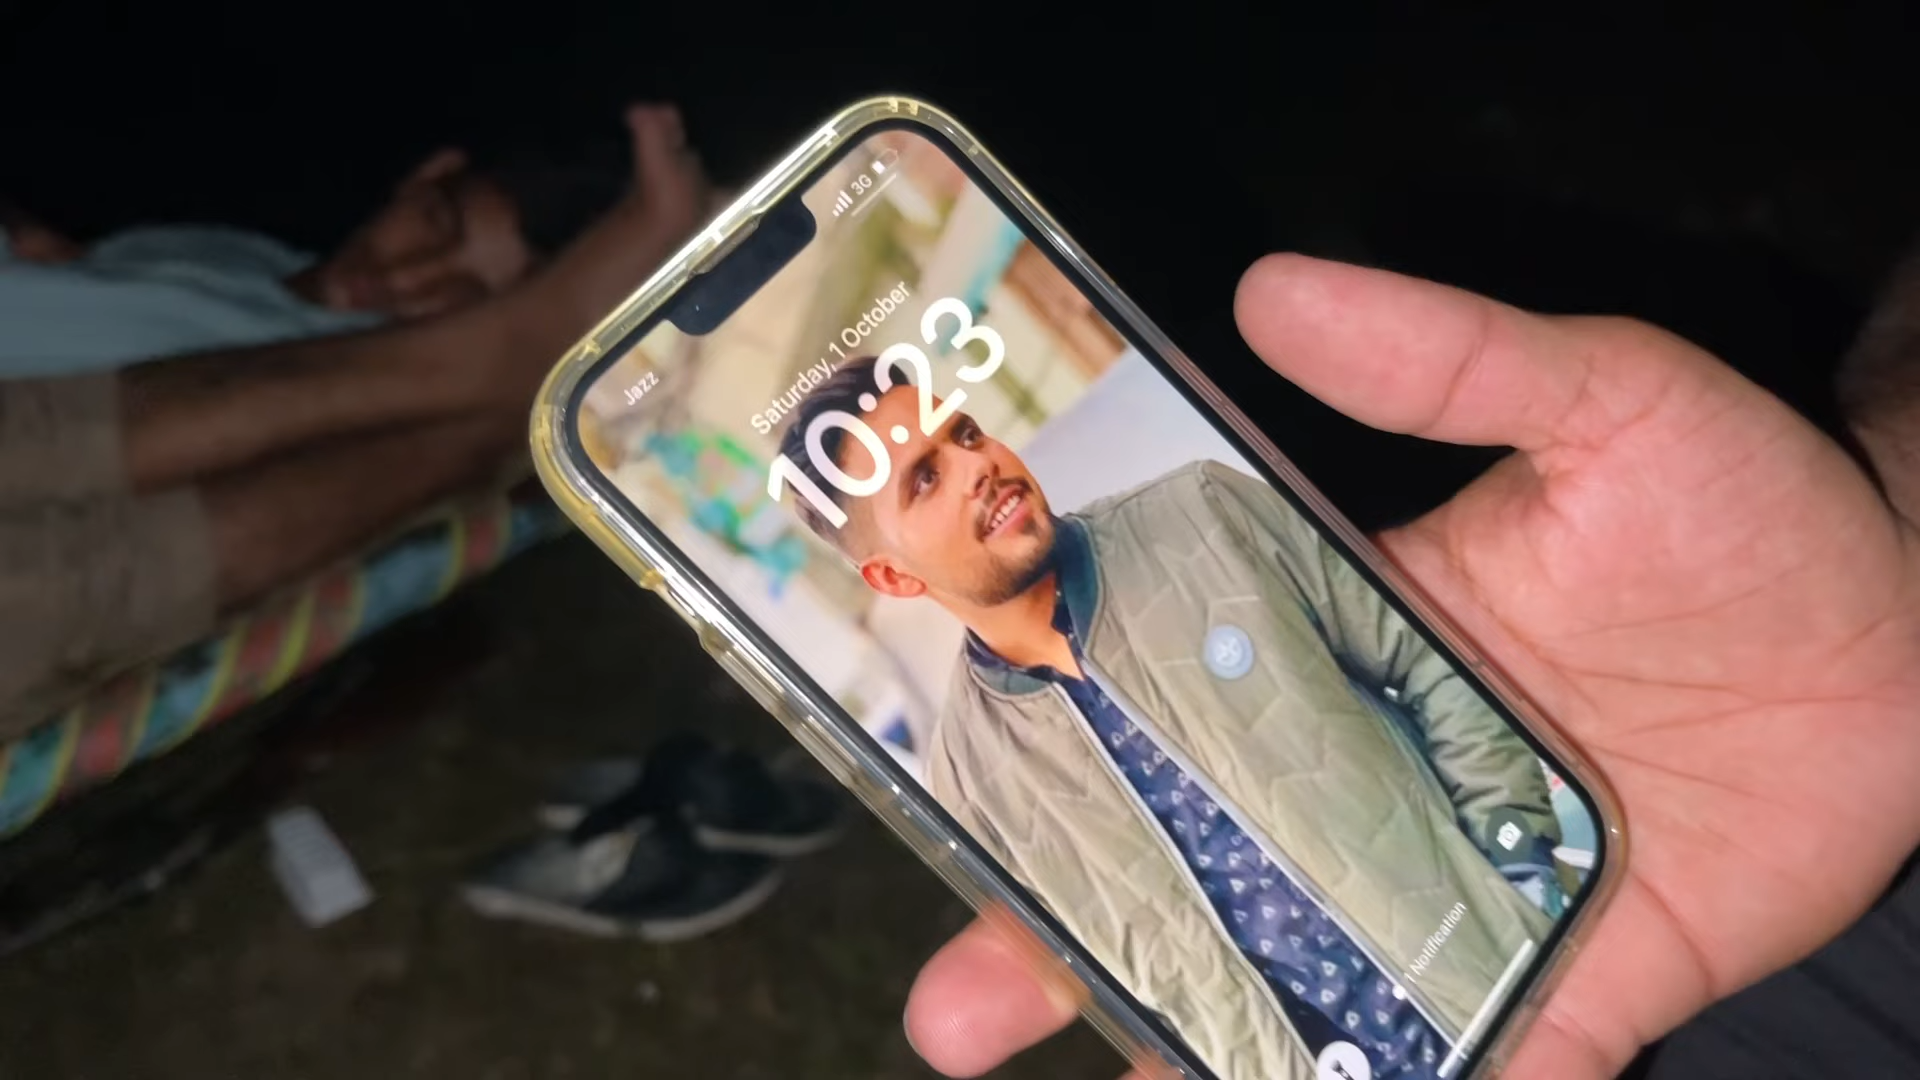 Jazz
3G
Saturday, 1 October
10:23
1 Notification